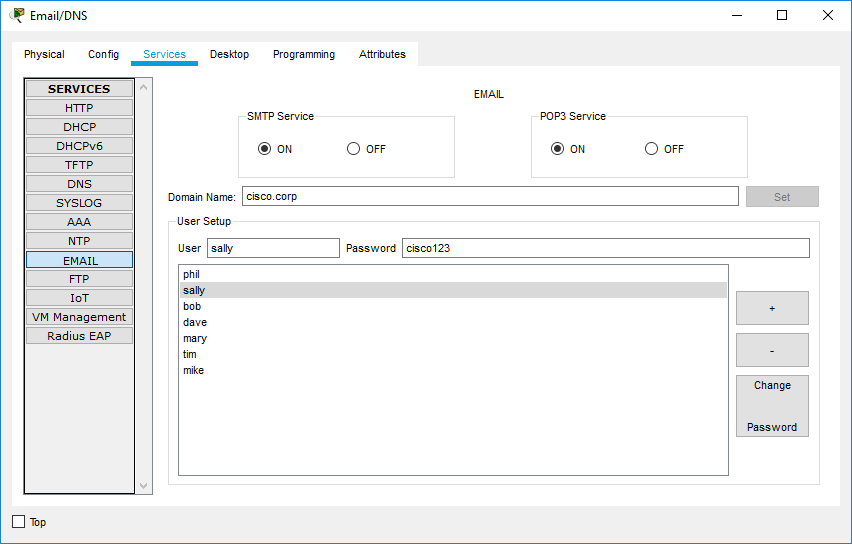 Email/DNS
Physical Config Services Desktop Programming Attributes
SERVICES
HTTP
DHCP
DHCPv6
TFTP
DNS
SYSLOG
AAA
NTP
EMAIL
FTP
IoT
VM Management
Radius EAP
EMAIL
SMTP Service
ON OFF
POP3 Service
ON OFF
Domain Name: cisco.corp Set
User Setup
User sally Password cisco123
phil
sally
bob
dave
mary
tim
mike
+
-
Change
Password
Top